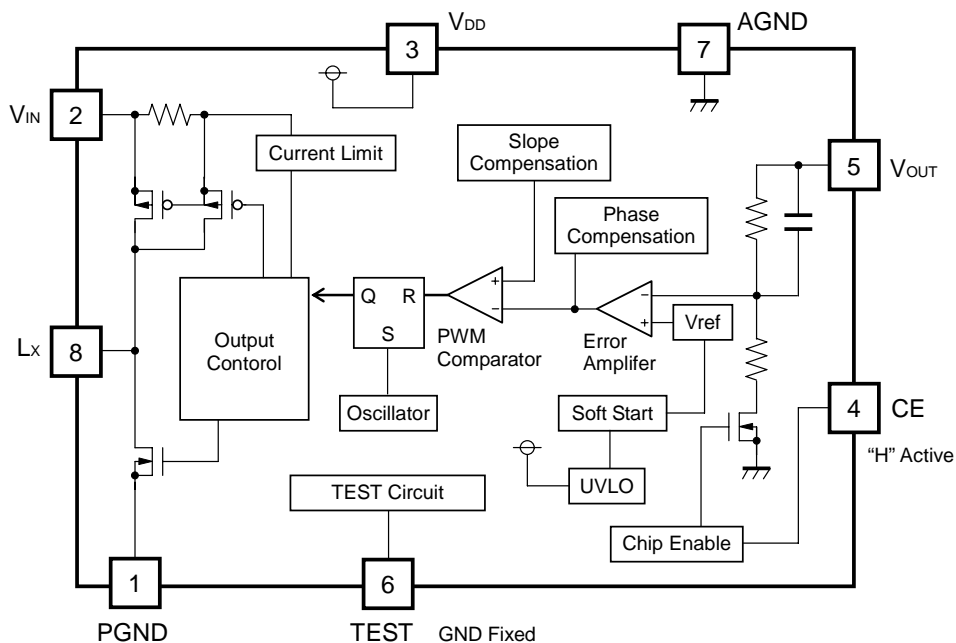 VDD
AGND
3
7
VIN
2
Current Limit
Slope
Compensation
5
VOUT
Phase
Compensation
+
−
Q R
S
−
+
Vref
LX
8
Output
Contorol
PWM
Comparator
Error
Amplifer
Oscillator
Soft Start
4
CE
“H” Active
TEST Circuit
UVLO
Chip Enable
1
6
PGND
TEST
GND Fixed